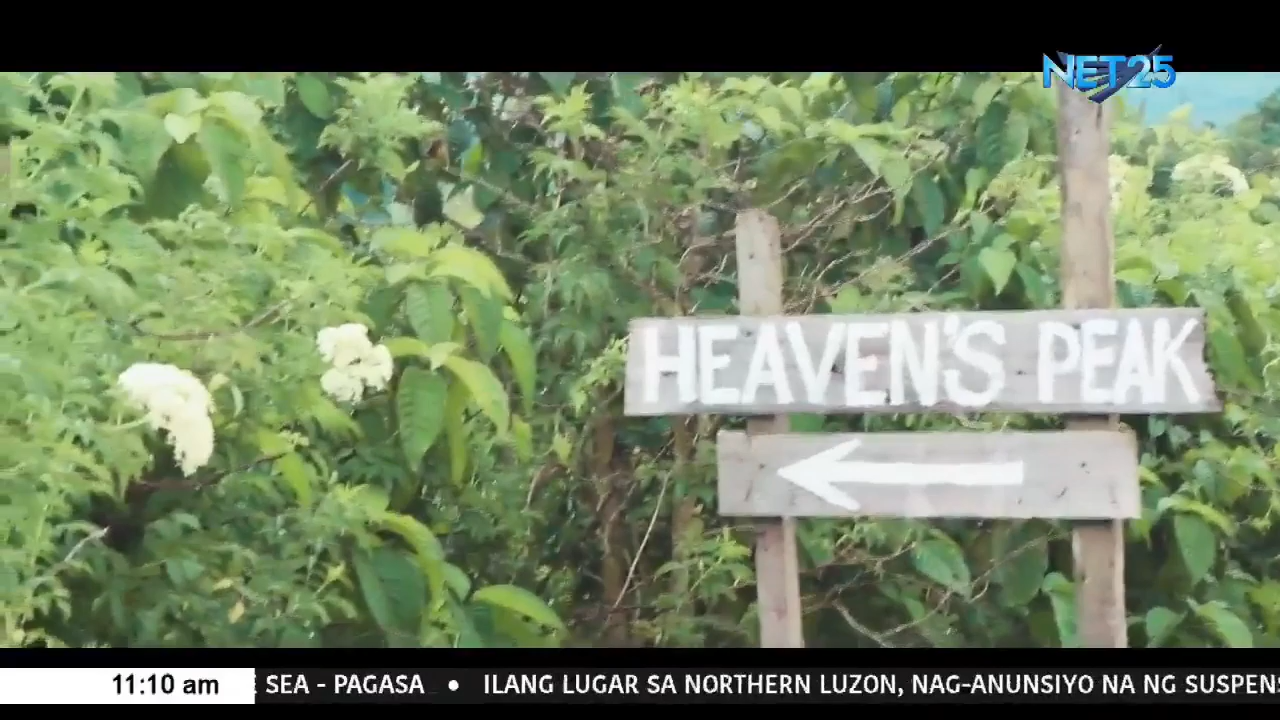 NET25
HEAVEN'S PEAK
11:10 am
SEA - PAGASA • ILANG LUGAR SA NORTHERN LUZON, NAG-ANUNSIYO NA NG